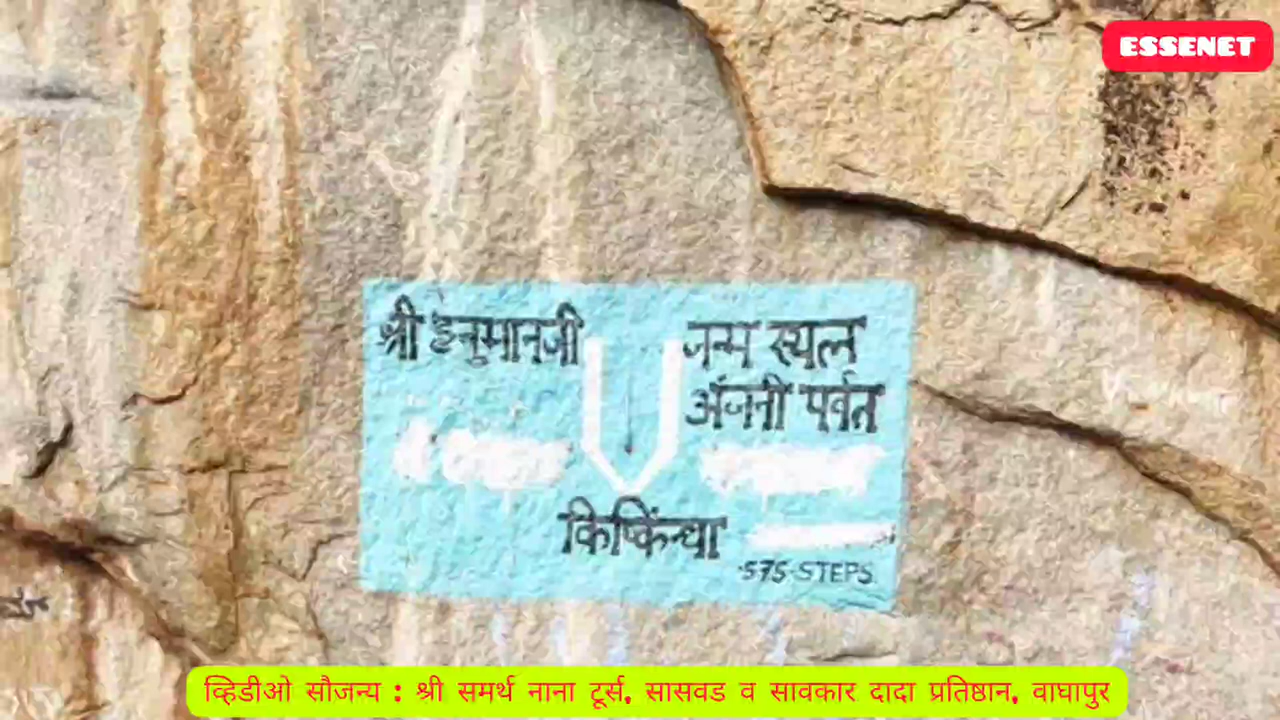 ESSENET
श्री हनुमानजी
जन्म स्थल
अंजनी पर्वत
किष्किंन्धा
575 STEPS
व्हिडीओ सौजन्य : श्री समर्थ नाना टूर्स, सासवड व सावकार दादा प्रतिष्ठान, वाघापुर